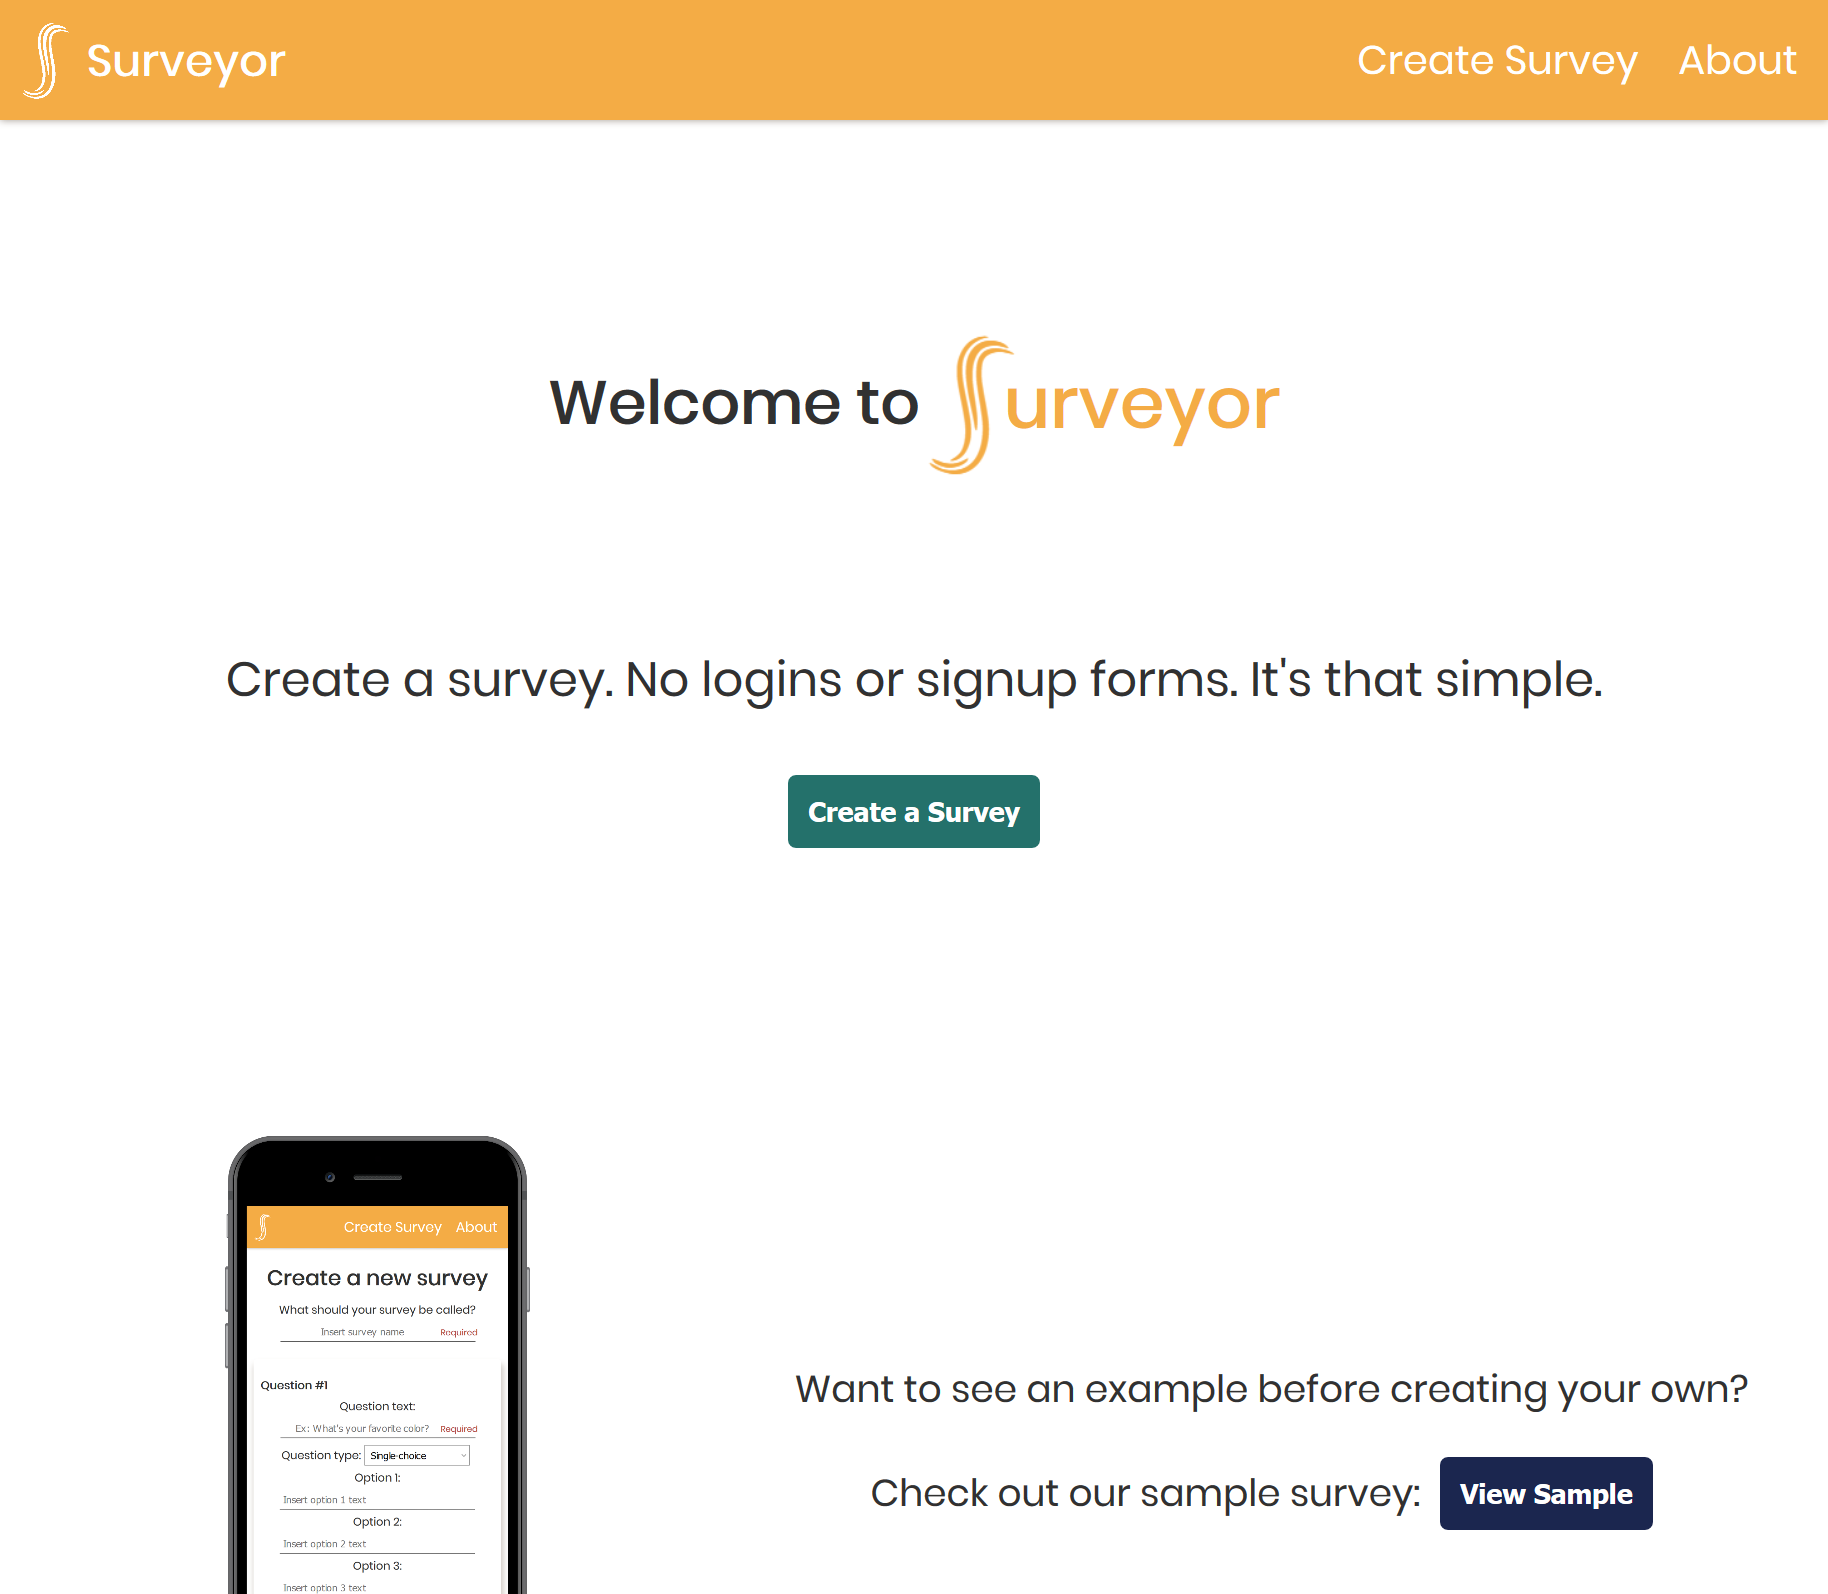 Surveyor
Create Survey About
Welcome to Surveyor
Create a survey. No logins or signup forms. It's that simple.
Create a Survey
Create Survey About
Create a new survey
What should your survey be called?
Insert survey name Required
Question #1
Question text:
Ex: What's your favorite color? Required
Question type: Single-choice
Option 1:
Insert option 1 text
Option 2:
Insert option 2 text
Option 3:
Insert option 3 text
Want to see an example before creating your own?
Check out our sample survey: View Sample